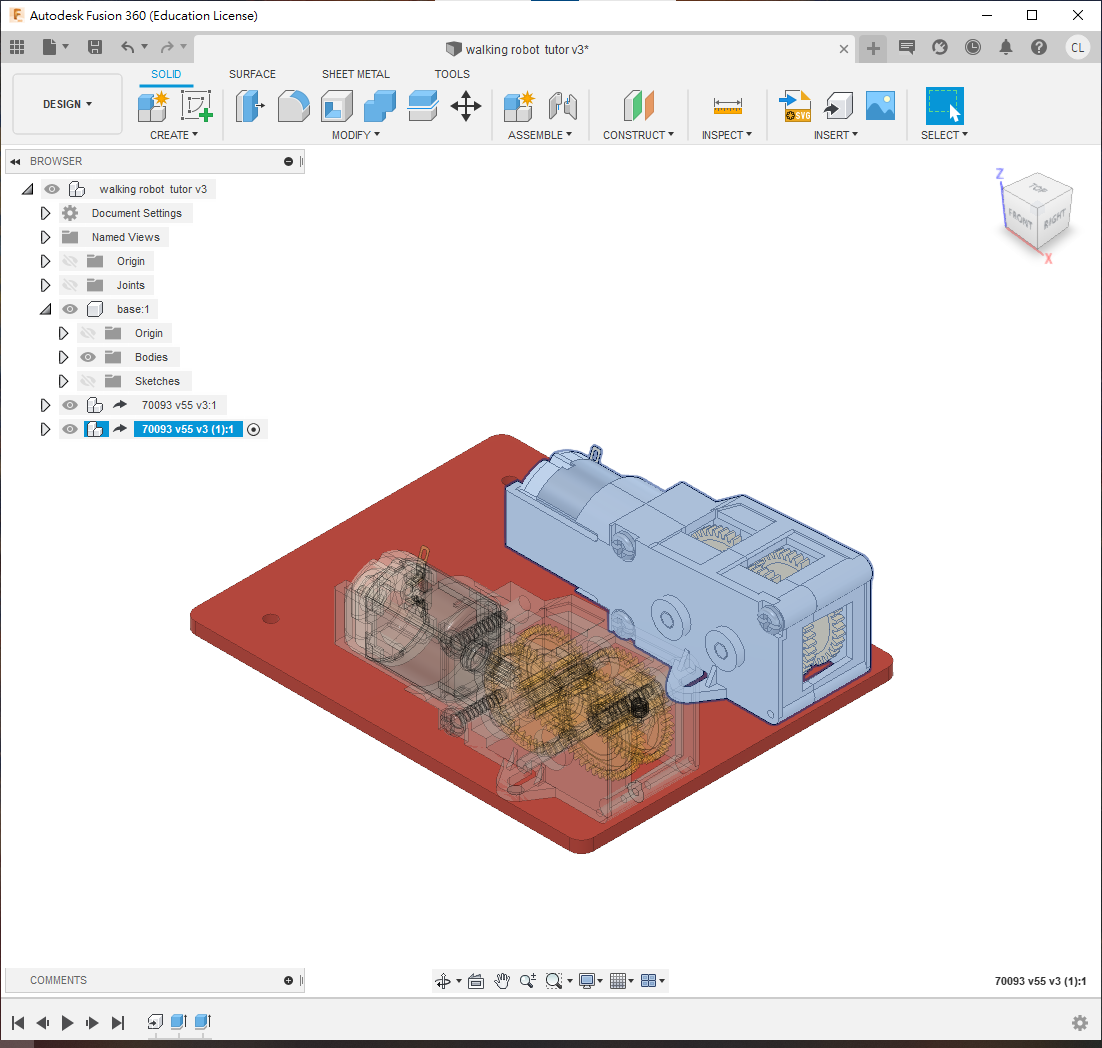 Autodesk Fusion 360 (Education License)
walking robot tutor v3*
CL
DESIGN
SOLID
SURFACE
SHEET METAL
TOOLS
CREATE
MODIFY
ASSEMBLE
CONSTRUCT
INSPECT
INSERT
SELECT
SVG
BROWSER
walking robot tutor v3
Document Settings
Named Views
Origin
Joints
base:1
Origin
Bodies
Sketches
70093 v55 v3:1
70093 v55 v3 (1):1
Z
TOP
FRONT
RIGHT
X
COMMENTS
70093 v55 v3 (1):1